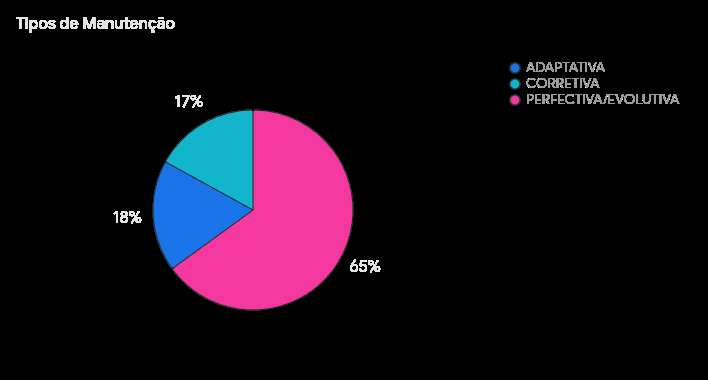 Tipos de Manutenção
ADAPTATIVA
CORRETIVA
PERFECTIVA/EVOLUTIVA
17%
18%
65%